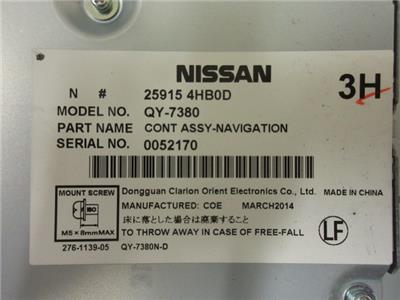 NISSAN
N # 25915 4HB0D
3H
MODEL NO. QY-7380
PART NAME CONT ASSY-NAVIGATION
SERIAL NO. 0052170
MOUNT SCREW
ISO
M5×8mmMAX
Dongguan Clarion Orient Electronics Co., Ltd. MADE IN CHINA
MANUFACTURED: COE MARCH2014
床に落とした場合は廃棄すること
TO THROW AWAY IN CASE OF FREE-FALL
LF
276-1139-05 QY-7380N-D